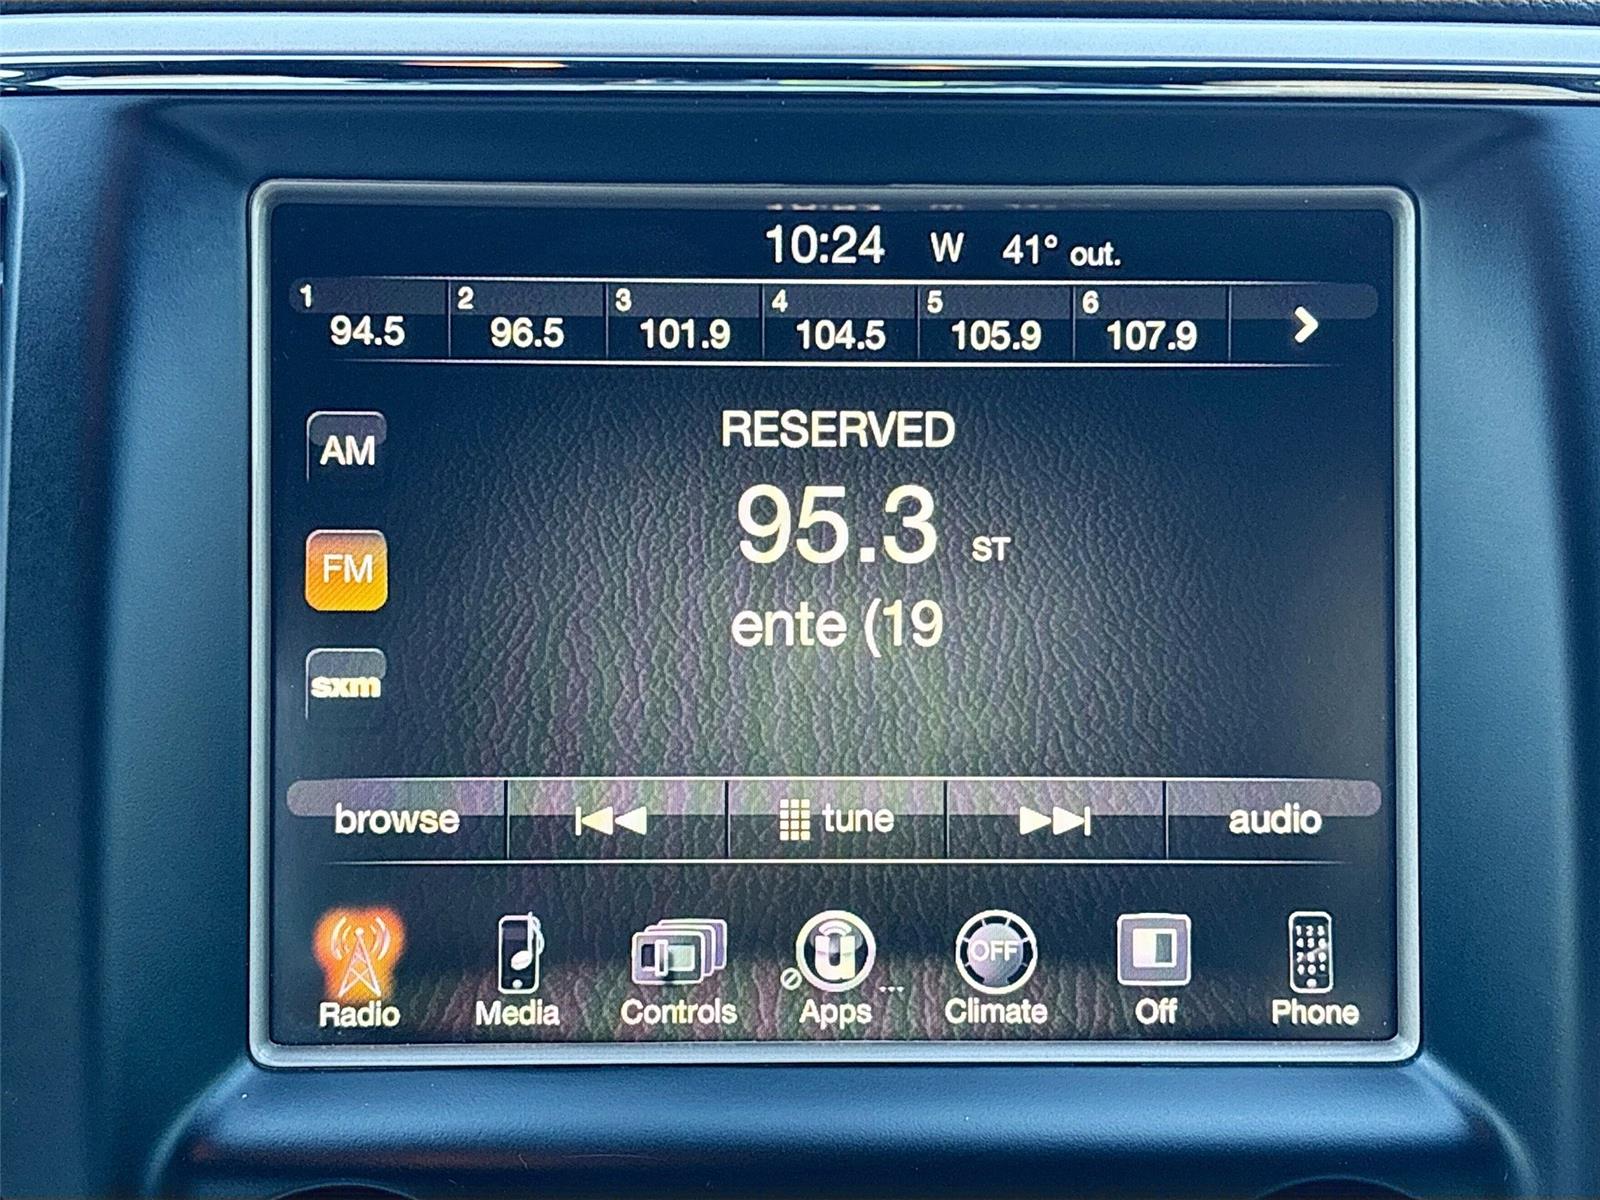 10:24 W 41° out.
1 2 3 4 5 6
94.5 96.5 101.9 104.5 105.9 107.9
AM
RESERVED
95.3 ST
FM
ente (19
sxm
browse tune audio
OFF
Radio Media Controls Apps ... Climate Off Phone